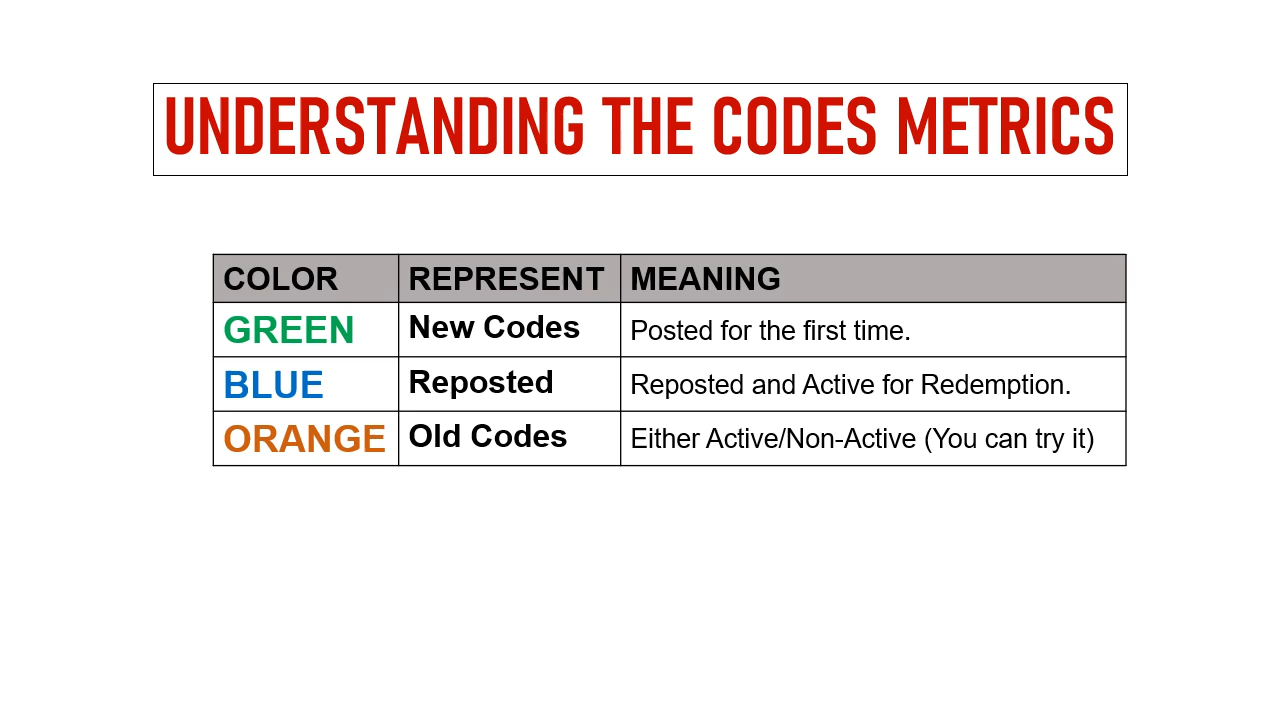 UNDERSTANDING THE CODES METRICS
COLOR REPRESENT MEANING
GREEN New Codes Posted for the first time.
BLUE Reposted Reposted and Active for Redemption.
ORANGE Old Codes Either Active/Non-Active (You can try it)